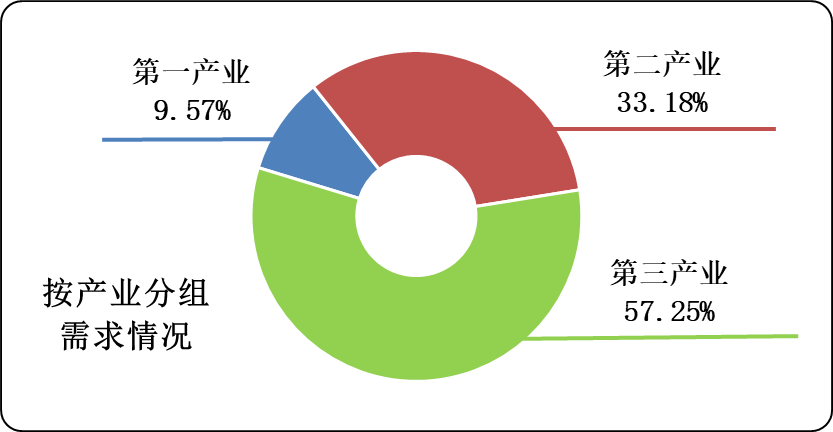 第一产业
9.57%
第二产业
33.18%
第三产业
57.25%
按产业分组
需求情况